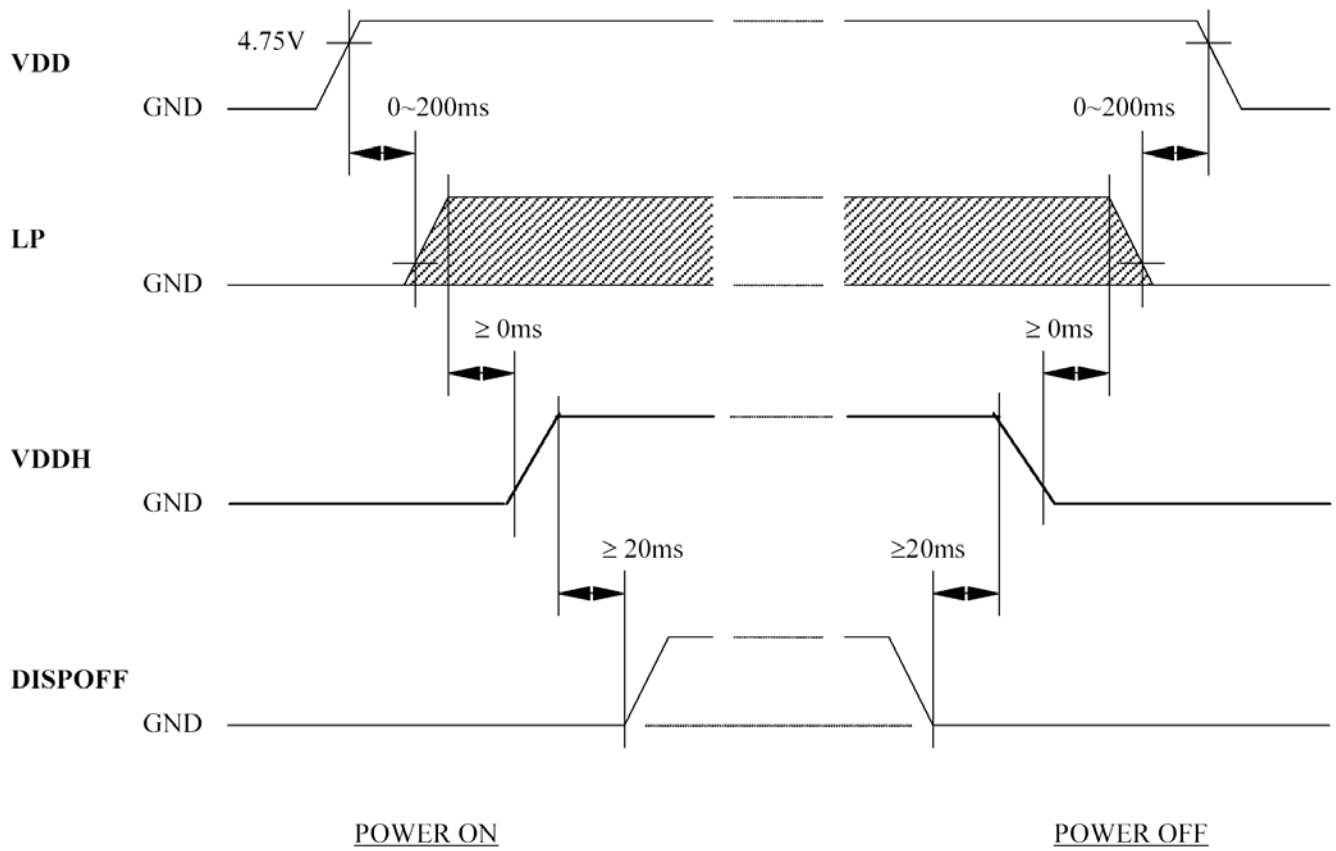 4.75V
VDD
GND
0~200ms
0~200ms
LP
GND
≥ 0ms
≥ 0ms
VDDH
GND
≥ 20ms
≥20ms
DISPOFF
GND
POWER ON
POWER OFF